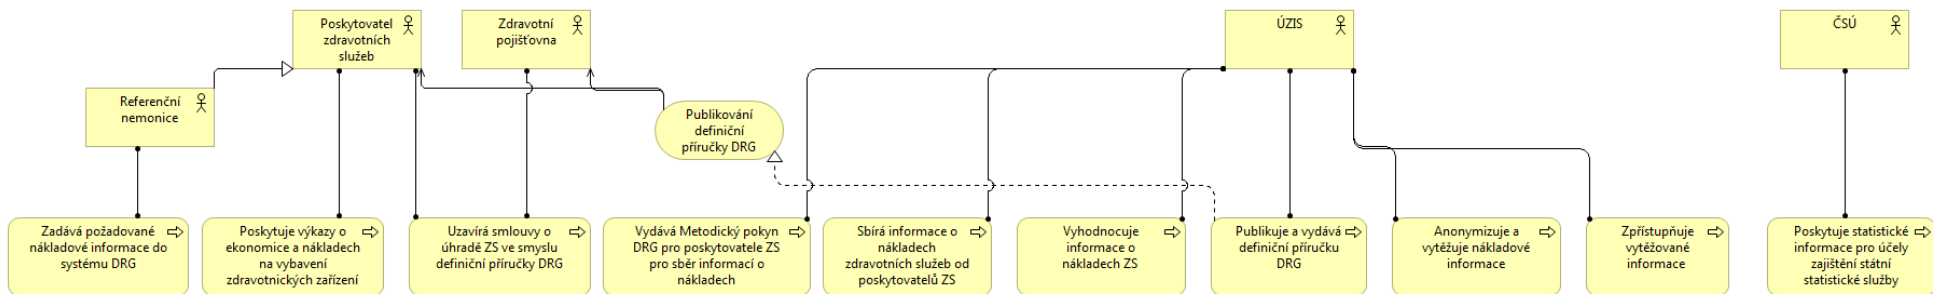 Poskytovatel
zdravotních
služeb
Zdravotní
pojišťovna
ÚZIS
ČSÚ
Referenční
nemonice
Publikování
definiční
příručky DRG
Zadává požadované
nákladové informace do
systému DRG
Poskytuje výkazy o
ekonomice a nákladech
na vybavení
zdravotnických zařízení
Uzavírá smlouvy o
úhradě ZS ve smyslu
definiční příručky DRG
Vydává Metodický pokyn
DRG pro poskytovatele ZS
pro sběr informací o
nákladech
Sbírá informace o
nákladech
zdravotních služeb od
poskytovatelů ZS
Vyhodnocuje
informace o
nákladech ZS
Publikuje a vydává
definiční příručku
DRG
Anonymizuje a
vytěžuje nákladové
informace
Zpřístupňuje
vytěžované
informace
Poskytuje statistické
informace pro účely
zajištění státní
statistické služby